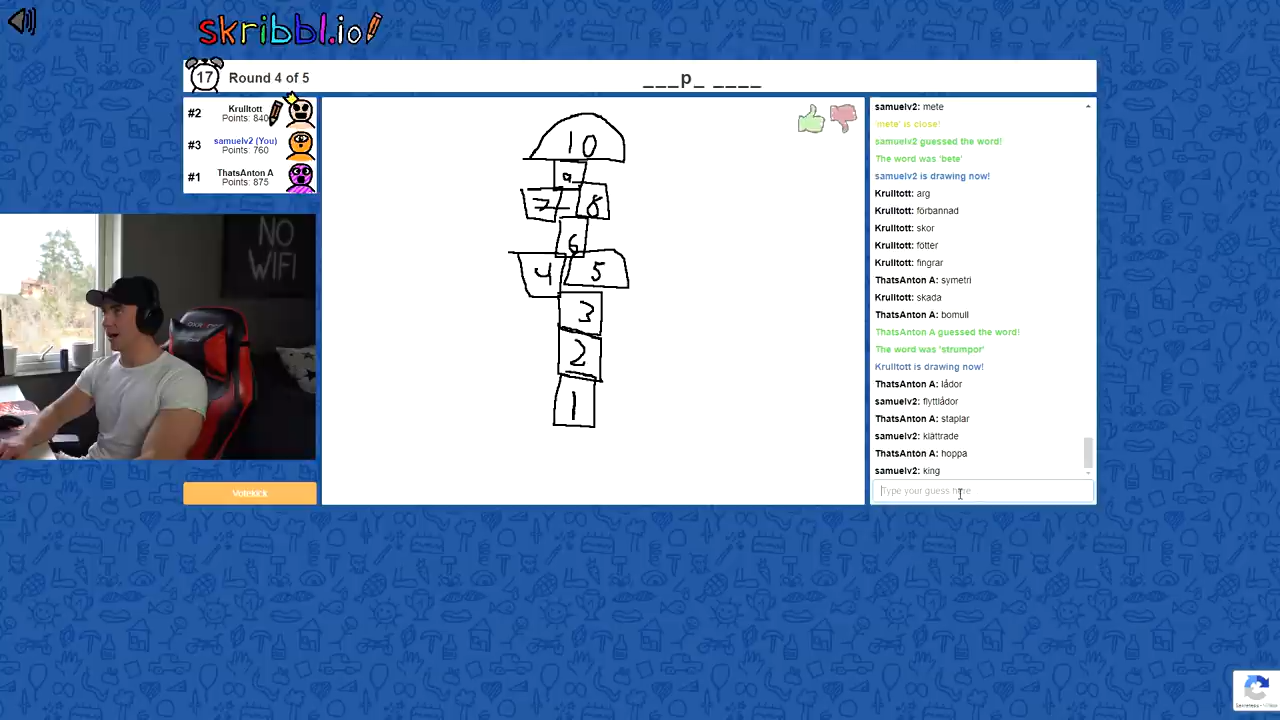 skribbl.io
17 Round 4 of 5
___p_ ____
#2 Krulltott
Points: 840
#3 samuelv2 (You)
Points: 760
#1 ThatsAnton A
Points: 875
NO
WIFI
Votekick
10
9
7 8
6
4 5
3
2
1
samuelv2: mete
'mete' is close!
samuelv2 guessed the word!
The word was 'bete'
samuelv2 is drawing now!
Krulltott: arg
Krulltott: förbannad
Krulltott: skor
Krulltott: fötter
Krulltott: fingrar
ThatsAnton A: symetri
Krulltott: skada
ThatsAnton A: bomull
ThatsAnton A guessed the word!
The word was 'strumpor'
Krulltott is drawing now!
ThatsAnton A: lådor
samuelv2: flyttlådor
ThatsAnton A: staplar
samuelv2: klättrade
ThatsAnton A: hoppa
samuelv2: king
Type your guess here